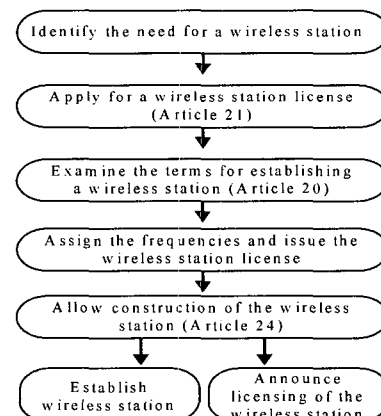 Identify the need for a wireless station
Apply for a wireless station license
(Article 21)
Examine the terms for establishing
a wireless station (Article 20)
Assign the frequencies and issue the
wireless station license
Allow construction of the wireless
station (Article 24)
Establish
wireless station
Announce
licensing of the
wireless station